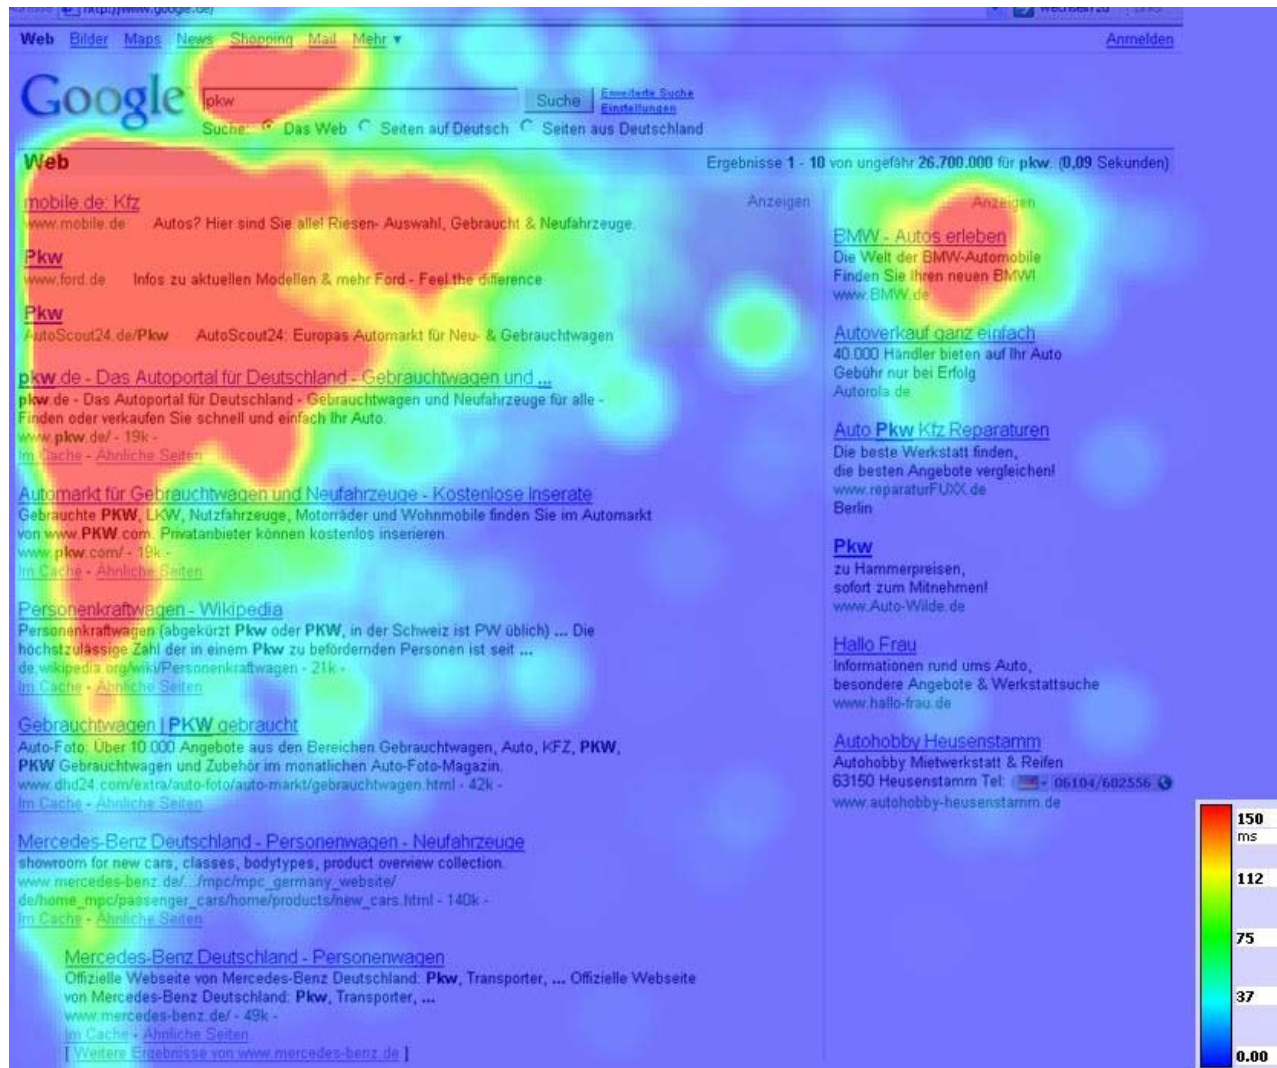 http://www.google.de/
Web Bilder Maps News Shopping Mail Mehr ▼
Anmelden
Google
pkw
Suche
Erweiterte Suche
Einstellungen
Suche: Das Web Seiten auf Deutsch Seiten aus Deutschland
Web
Ergebnisse 1 - 10 von ungefähr 26.700.000 für pkw. (0,09 Sekunden)
mobile.de: Kfz
Anzeigen
www.mobile.de Autos? Hier sind Sie alle! Riesen- Auswahl, Gebraucht & Neufahrzeuge.
Pkw
www.ford.de Infos zu aktuellen Modellen & mehr Ford - Feel the difference
Pkw
AutoScout24.de/Pkw AutoScout24: Europas Automarkt für Neu- & Gebrauchtwagen
pkw.de - Das Autoportal für Deutschland - Gebrauchtwagen und ...
pkw.de - Das Autoportal für Deutschland - Gebrauchtwagen und Neufahrzeuge für alle -
Finden oder verkaufen Sie schnell und einfach Ihr Auto.
www.pkw.de/ - 19k -
Im Cache - Ähnliche Seiten
Automarkt für Gebrauchtwagen und Neufahrzeuge - Kostenlose Inserate
Gebrauchte PKW, LKW, Nutzfahrzeuge, Motorräder und Wohnmobile finden Sie im Automarkt
von www.PKW.com. Privatanbieter können kostenlos inserieren.
www.pkw.com/ - 19k -
Im Cache - Ähnliche Seiten
Personenkraftwagen - Wikipedia
Personenkraftwagen (abgekürzt Pkw oder PKW, in der Schweiz ist PW üblich) ... Die
höchstzulässige Zahl der in einem Pkw zu befördernden Personen ist seit ...
de.wikipedia.org/wiki/Personenkraftwagen - 21k -
Im Cache - Ähnliche Seiten
Gebrauchtwagen | PKW gebraucht
Auto-Foto: Über 10.000 Angebote aus den Bereichen Gebrauchtwagen, Auto, KFZ, PKW,
PKW Gebrauchtwagen und Zubehör im monatlichen Auto-Foto-Magazin.
www.dhd24.com/extra/auto-foto/auto-markt/gebrauchtwagen.html - 42k -
Im Cache - Ähnliche Seiten
Mercedes-Benz Deutschland - Personenwagen - Neufahrzeuge
showroom for new cars, classes, bodytypes, product overview collection.
www.mercedes-benz.de/.../mpc/mpc_germany_website/
de/home_mpc/passenger_cars/home/products/new_cars.html - 140k -
Im Cache - Ähnliche Seiten
Mercedes-Benz Deutschland - Personenwagen
Offizielle Webseite von Mercedes-Benz Deutschland: Pkw, Transporter, ... Offizielle Webseite
von Mercedes-Benz Deutschland: Pkw, Transporter, ...
www.mercedes-benz.de/ - 49k -
Im Cache - Ähnliche Seiten
[ Weitere Ergebnisse von www.mercedes-benz.de ]
Anzeigen
BMW - Autos erleben
Die Welt der BMW-Automobile
Finden Sie Ihren neuen BMW!
www.BMW.de
Autoverkauf ganz einfach
40.000 Händler bieten auf Ihr Auto
Gebühr nur bei Erfolg
Autorola.de
Auto Pkw Kfz Reparaturen
Die beste Werkstatt finden,
die besten Angebote vergleichen!
www.reparaturFUXX.de
Berlin
Pkw
zu Hammerpreisen,
sofort zum Mitnehmen!
www.Auto-Wilde.de
Hallo Frau
Informationen rund ums Auto,
besondere Angebote & Werkstattsuche
www.hallo-frau.de
Autohobby Heusenstamm
Autohobby Mietwerkstatt & Reifen
63150 Heusenstamm Tel: 06104/602556
www.autohobby-heusenstamm.de
150
ms
112
75
37
0.00